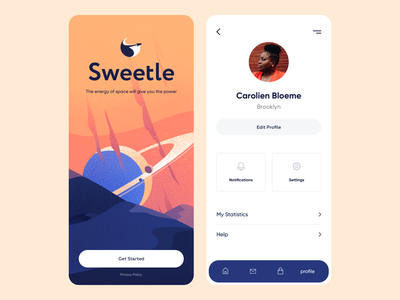 Sweetle
The energy of space will give you the power
Get Started
Privacy Policy
Carolien Bloeme
Brooklyn
Edit Profile
Notifications
Settings
My Statistics
Help
profile